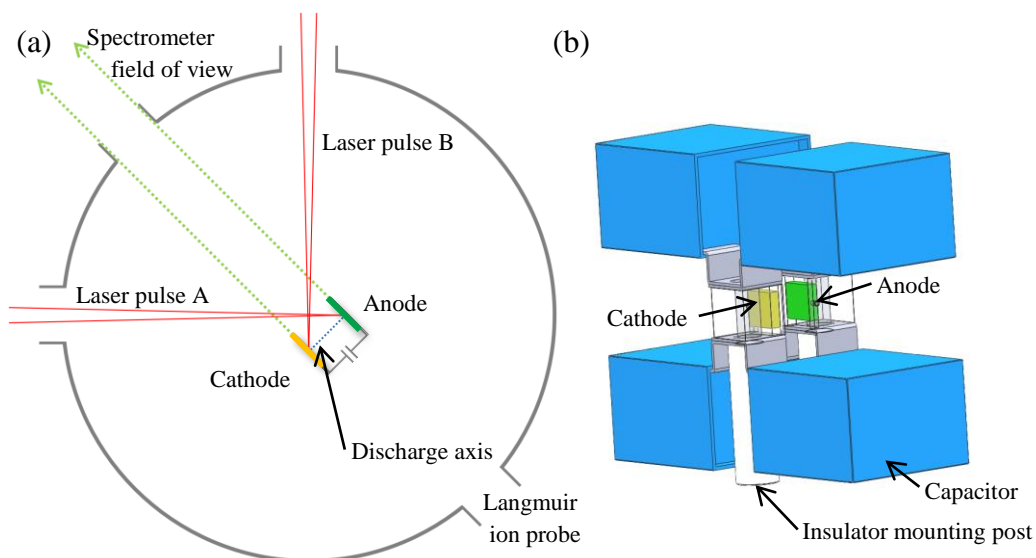 (a)
Spectrometer
field of view
Laser pulse B
Laser pulse A
Anode
Cathode
Discharge axis
Langmuir
ion probe
(b)
Cathode
Anode
Capacitor
Insulator mounting post